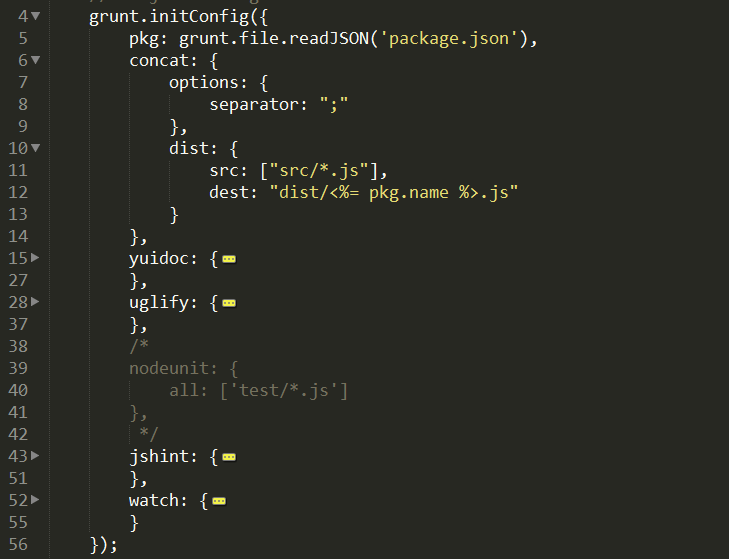 4 grunt.initConfig({
5 pkg: grunt.file.readJSON('package.json'),
6 concat: {
7 options: {
8 separator: ";"
9 },
10 dist: {
11 src: ["src/*.js"],
12 dest: "dist/<%= pkg.name %>.js"
13 }
14 },
15 yuidoc: {
27 },
28 uglify: {
37 },
38 /*
39 nodeunit: {
40 all: ['test/*.js']
41 },
42 */
43 jshint: {
51 },
52 watch: {
55 }
56 });